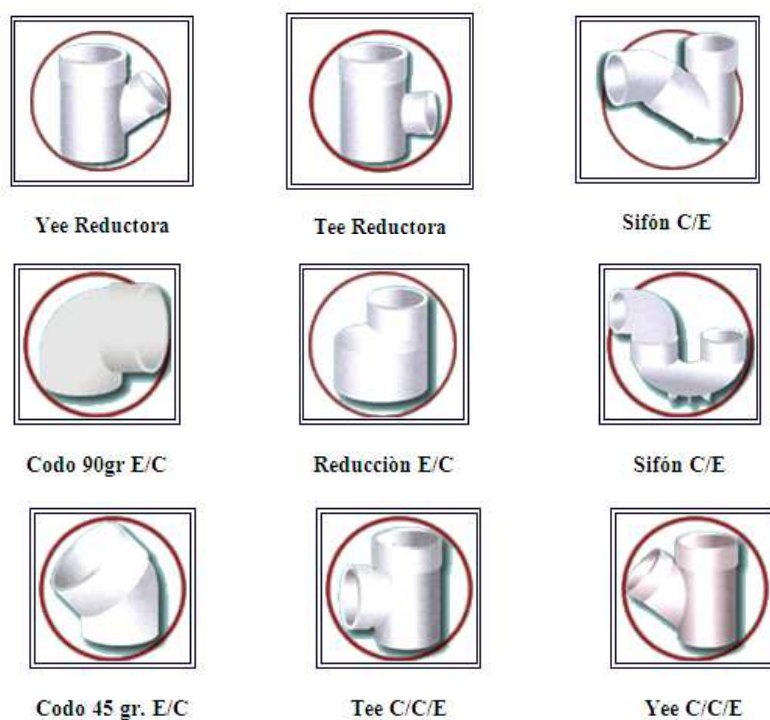 Yee Reductora
Tee Reductora
Sifón C/E
Codo 90gr E/C
Reducciòn E/C
Sifón C/E
Codo 45 gr. E/C
Tee C/C/E
Yee C/C/E